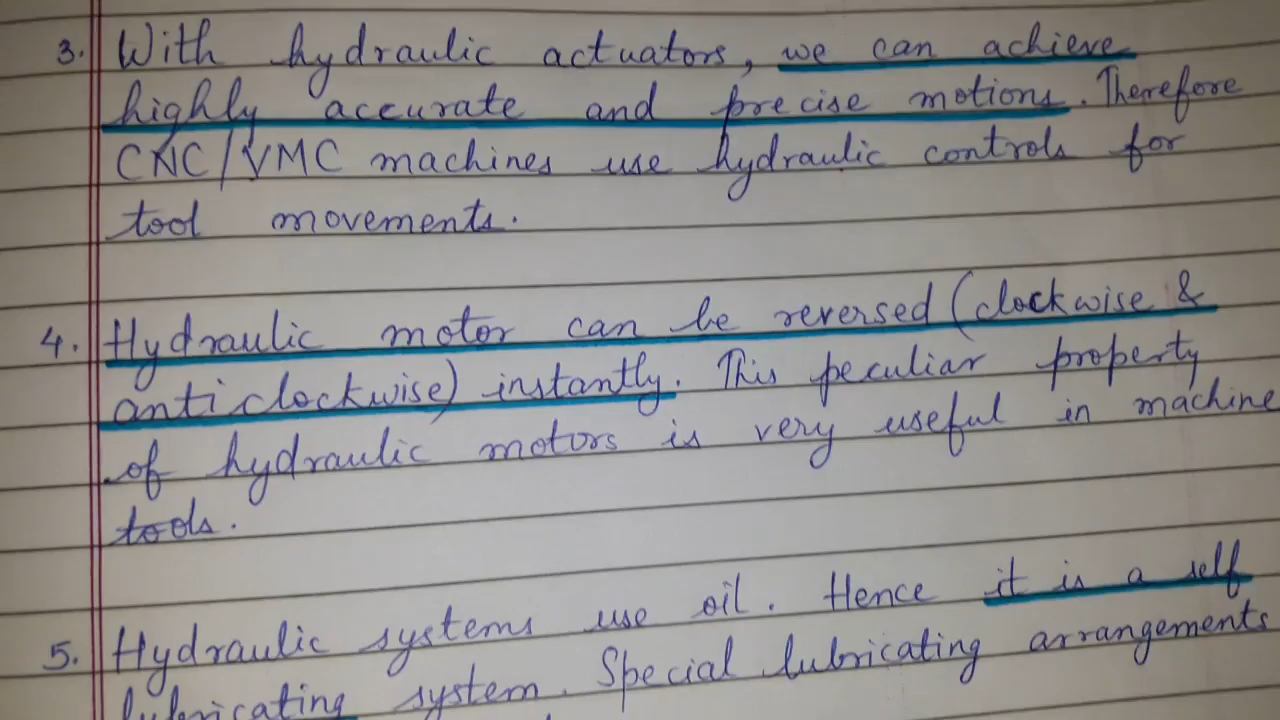 3. With hydraulic actuators, we can achieve
highly accurate and precise motions. Therefore
CNC/VMC machines use hydraulic controls for
tool movements.
4. Hydraulic motor can be reversed (clockwise &
anticlockwise) instantly. This peculiar property
of hydraulic motors is very useful in machine
tools.
5. Hydraulic systems use oil. Hence it is a self
lubricating system. Special lubricating arrangements